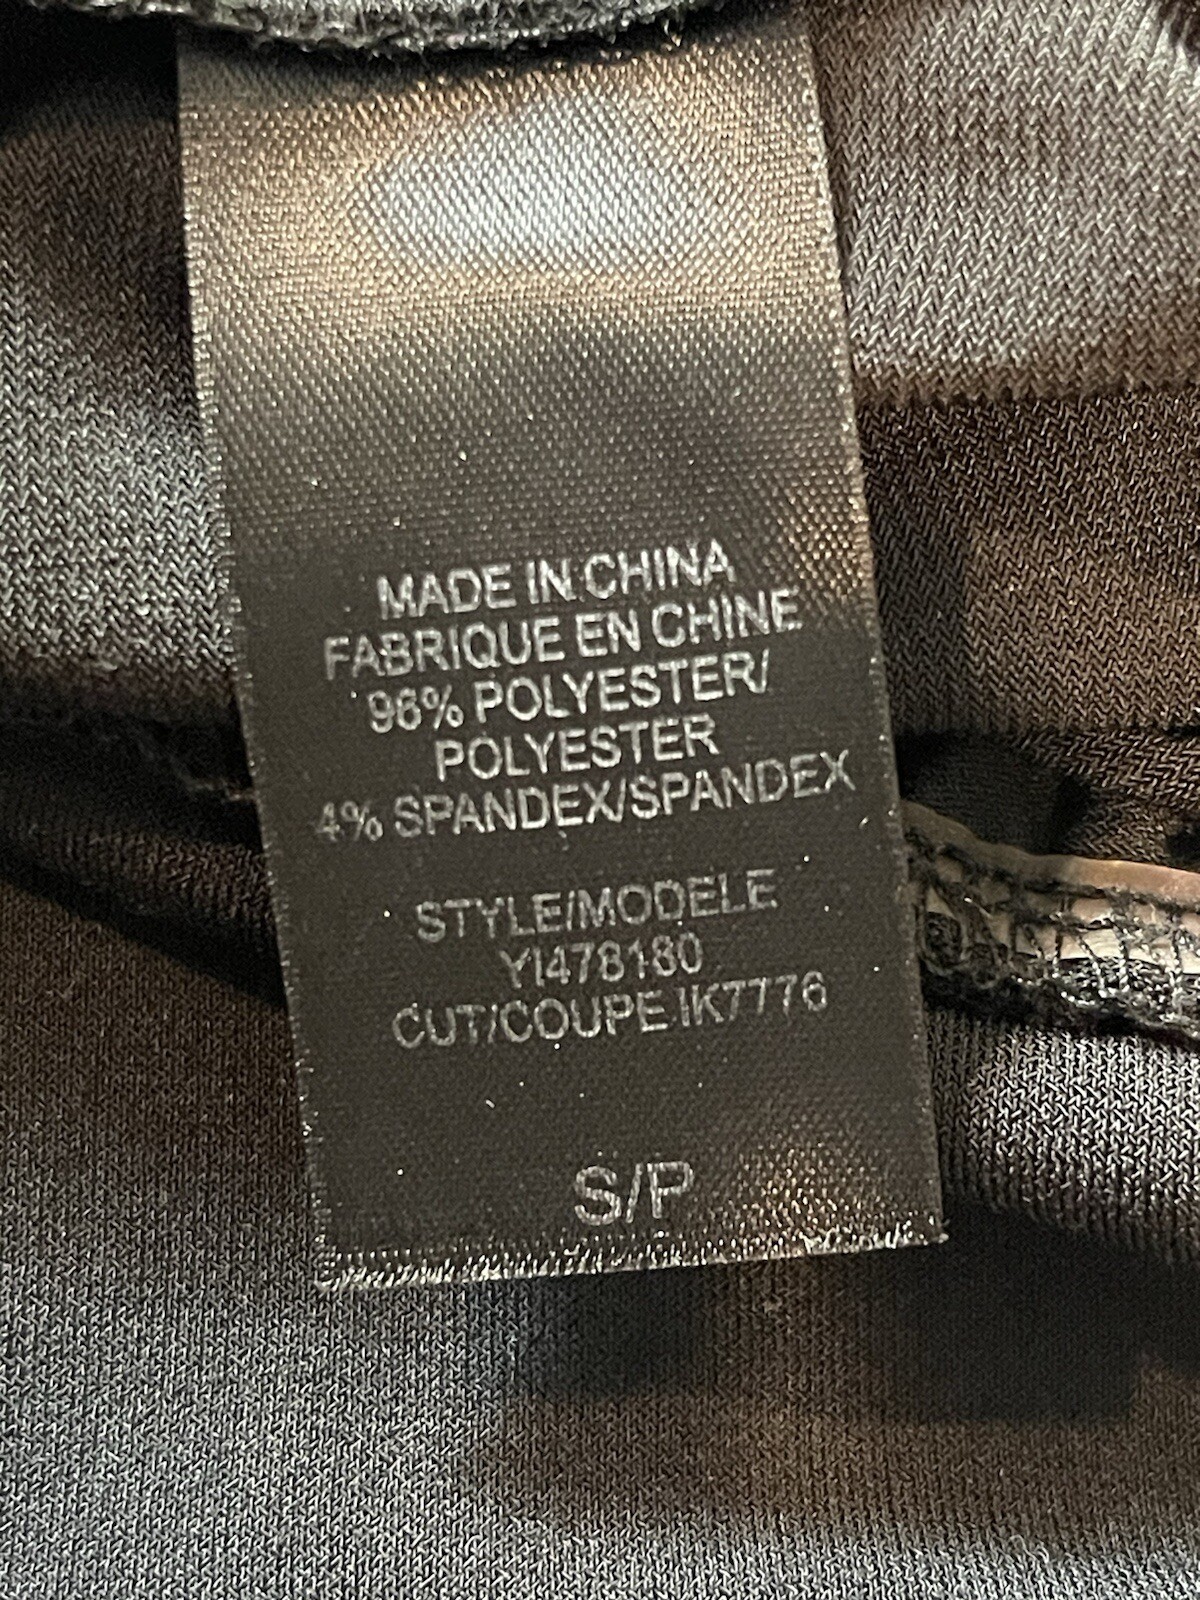 MADE IN CHINA
FABRIQUE EN CHINE
96% POLYESTER/
POLYESTER
4% SPANDEX/SPANDEX
STYLE/MODELE
YI478180
CUT/COUPE IK7776
S/P